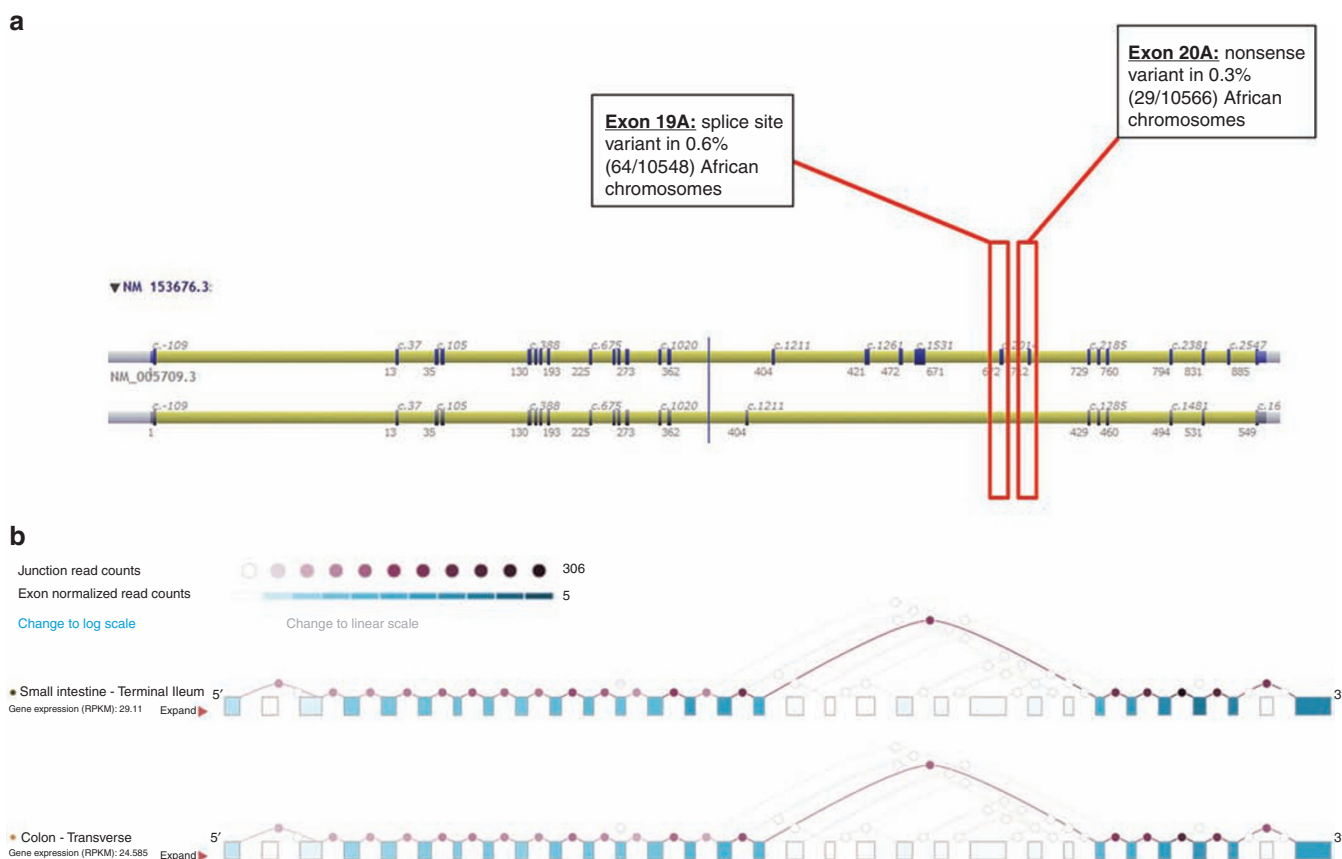 a
Exon 20A: nonsense
variant in 0.3%
(29/10566) African
chromosomes
Exon 19A: splice site
variant in 0.6%
(64/10548) African
chromosomes
▼NM 153676.3:
c.-109 c.37 c.105 c.388 c.675 c.1020 c.1211 c.1261 c.1531 c.2185 c.2381 c.2547
NM_005709.3 13 35 130 193 225 273 362 404 421 472 671 729 760 794 831 885
c.-109 c.37 c.105 c.388 c.675 c.1020 c.1211 c.1285 c.1481 c.16
1 13 35 130 193 225 273 362 404 429 460 494 531 549
b
Junction read counts 306
Exon normalized read counts 5
Change to log scale Change to linear scale
Small intestine - Terminal Ileum 5′ 3
Gene expression (RPKM): 29.11 Expand
Colon - Transverse 5′ 3
Gene expression (RPKM): 24.585 Expand